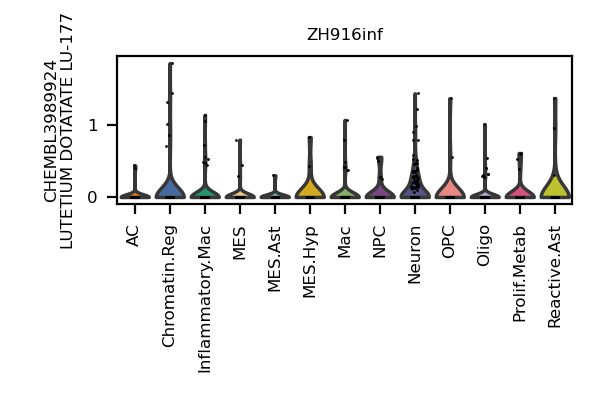 ZH916inf
CHEMBL3989924
LUTETIUM DOTATATE LU-177
1
0
AC
Chromatin.Reg
Inflammatory.Mac
MES
MES.Ast
MES.Hyp
Mac
NPC
Neuron
OPC
Oligo
Prolif.Metab
Reactive.Ast